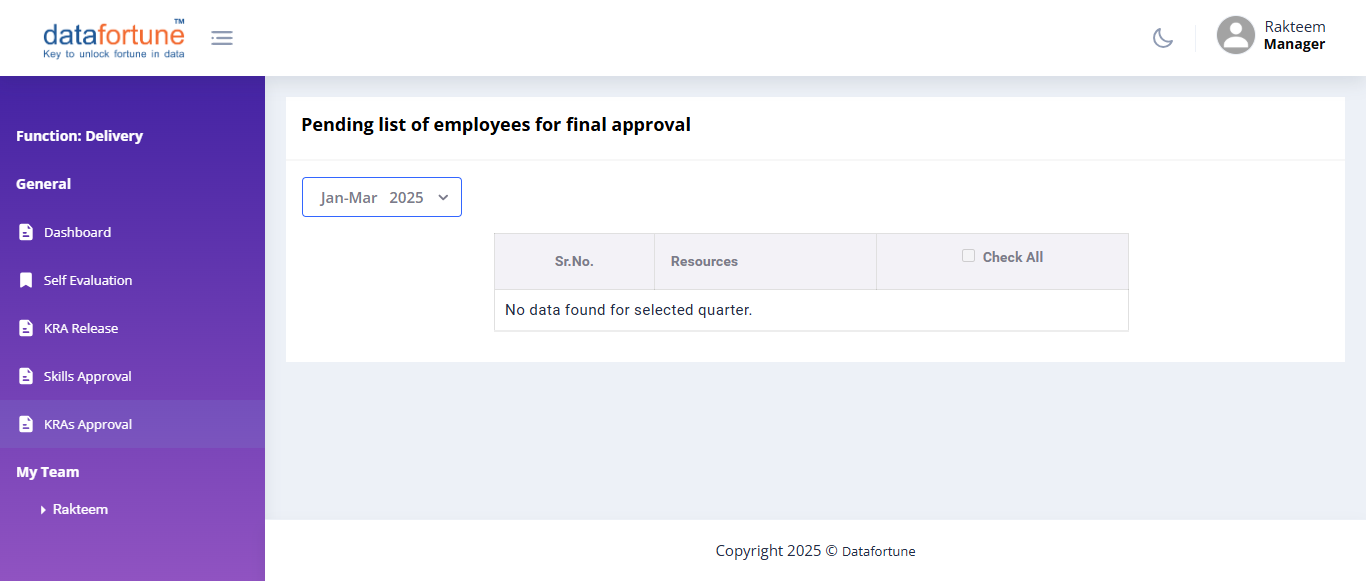 datafortune™
Key to unlock fortune in data
Rakteem
Manager
Function: Delivery
General
Dashboard
Self Evaluation
KRA Release
Skills Approval
KRAs Approval
My Team
Rakteem
Pending list of employees for final approval
Jan-Mar 2025
Sr.No. Resources Check All
No data found for selected quarter.
Copyright 2025 © Datafortune